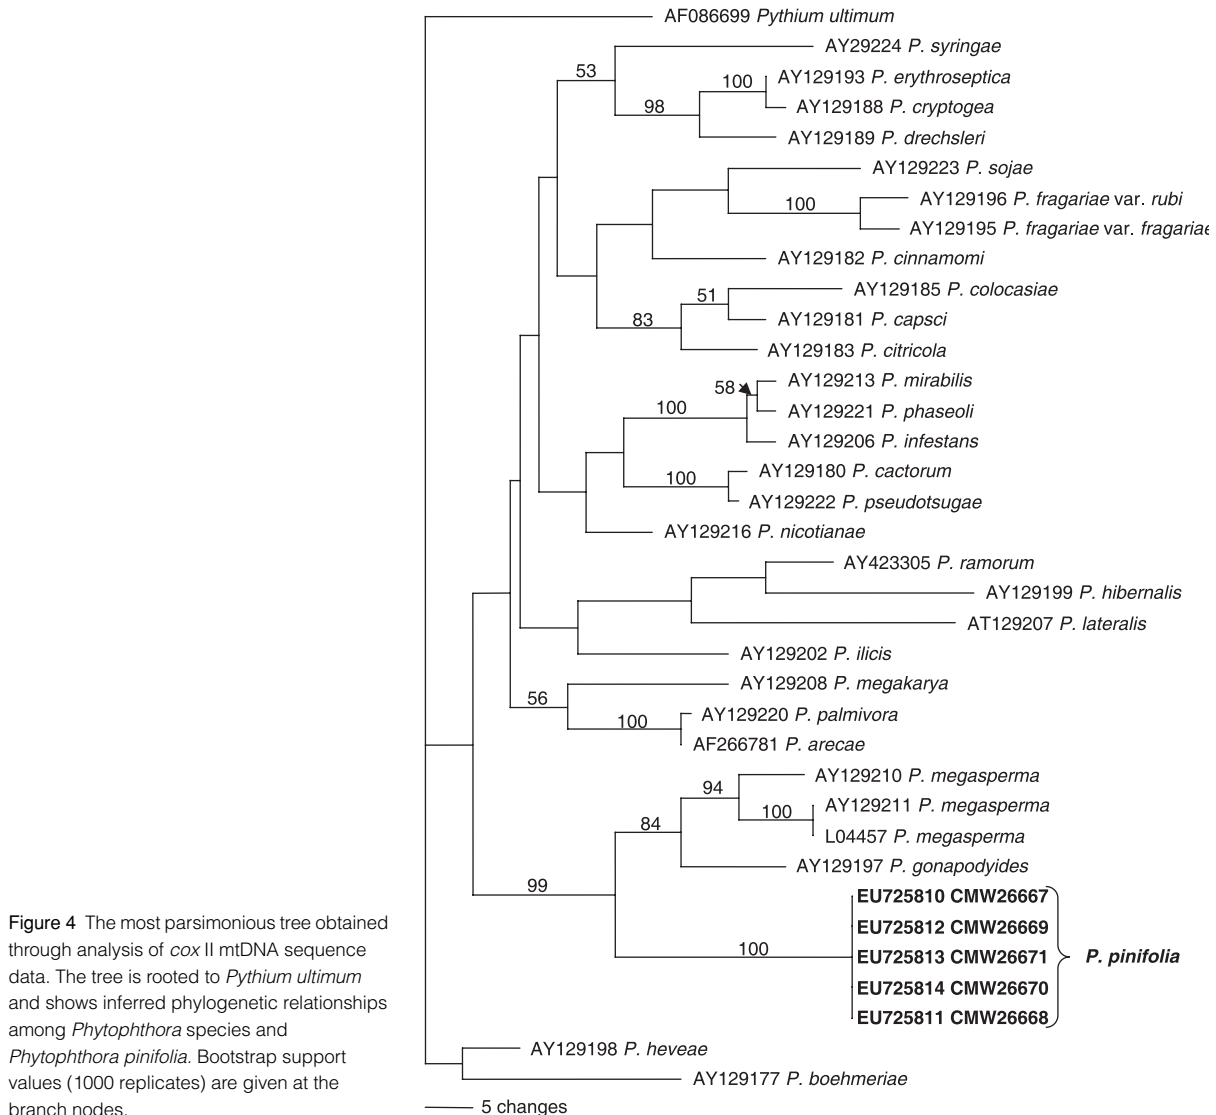 AF086699 Pythium ultimum
AY29224 P. syringae
53
AY129193 P. erythroseptica
100
AY129188 P. cryptogea
98
AY129189 P. drechsleri
AY129223 P. sojae
AY129196 P. fragariae var. rubi
100
AY129195 P. fragariae var. fragariae
AY129182 P. cinnamomi
AY129185 P. colocasiae
51
AY129181 P. capsci
83
AY129183 P. citricola
AY129213 P. mirabilis
58
AY129221 P. phaseoli
100
AY129206 P. infestans
AY129180 P. cactorum
100
AY129222 P. pseudotsugae
AY129216 P. nicotianae
AY423305 P. ramorum
AY129199 P. hibernalis
AT129207 P. lateralis
AY129202 P. ilicis
AY129208 P. megakarya
56
AY129220 P. palmivora
100
AF266781 P. arecae
AY129210 P. megasperma
94
AY129211 P. megasperma
100
84
L04457 P. megasperma
AY129197 P. gonapodyides
99
EU725810 CMW26667
EU725812 CMW26669
100
EU725813 CMW26671
P. pinifolia
EU725814 CMW26670
EU725811 CMW26668
AY129198 P. heveae
AY129177 P. boehmeriae
5 changes
Figure 4 The most parsimonious tree obtained
through analysis of cox II mtDNA sequence
data. The tree is rooted to Pythium ultimum
and shows inferred phylogenetic relationships
among Phytophthora species and
Phytophthora pinifolia. Bootstrap support
values (1000 replicates) are given at the
branch nodes.